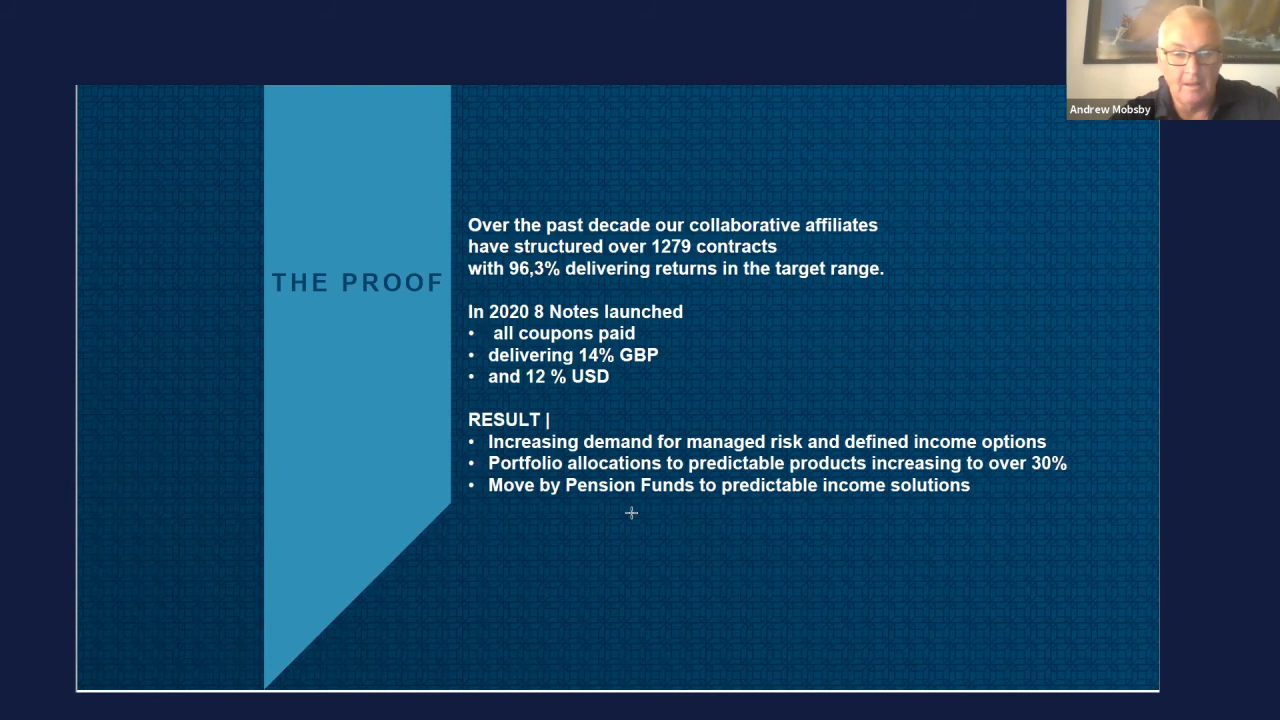 Andrew Mobsby
THE PROOF
Over the past decade our collaborative affiliates
have structured over 1279 contracts
with 96,3% delivering returns in the target range.
In 2020 8 Notes launched
• all coupons paid
• delivering 14% GBP
• and 12 % USD
RESULT |
• Increasing demand for managed risk and defined income options
• Portfolio allocations to predictable products increasing to over 30%
• Move by Pension Funds to predictable income solutions